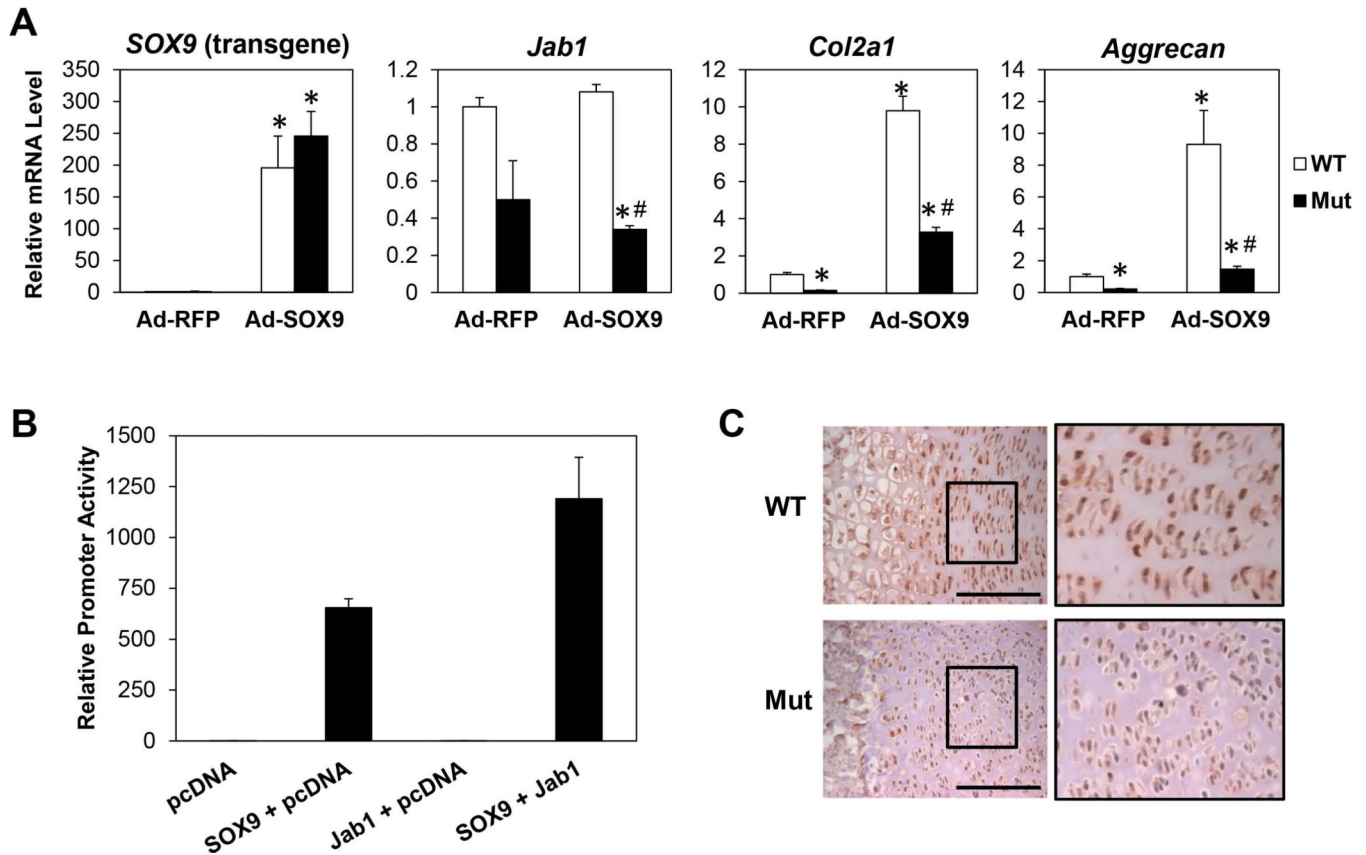 A
SOX9 (transgene)
Jab1
Col2a1
Aggrecan
Relative mRNA Level
350
300
250
200
150
100
50
0
* *
Ad-RFP Ad-SOX9
1.2
1
0.8
0.6
0.4
0.2
0
*#
Ad-RFP Ad-SOX9
12
10
8
6
4
2
0
* * *#
Ad-RFP Ad-SOX9
14
12
10
8
6
4
2
0
* * *#
Ad-RFP Ad-SOX9
WT
Mut
B
Relative Promoter Activity
1500
1250
1000
750
500
250
0
pcDNA
SOX9 + pcDNA
Jab1 + pcDNA
SOX9 + Jab1
C
WT
Mut